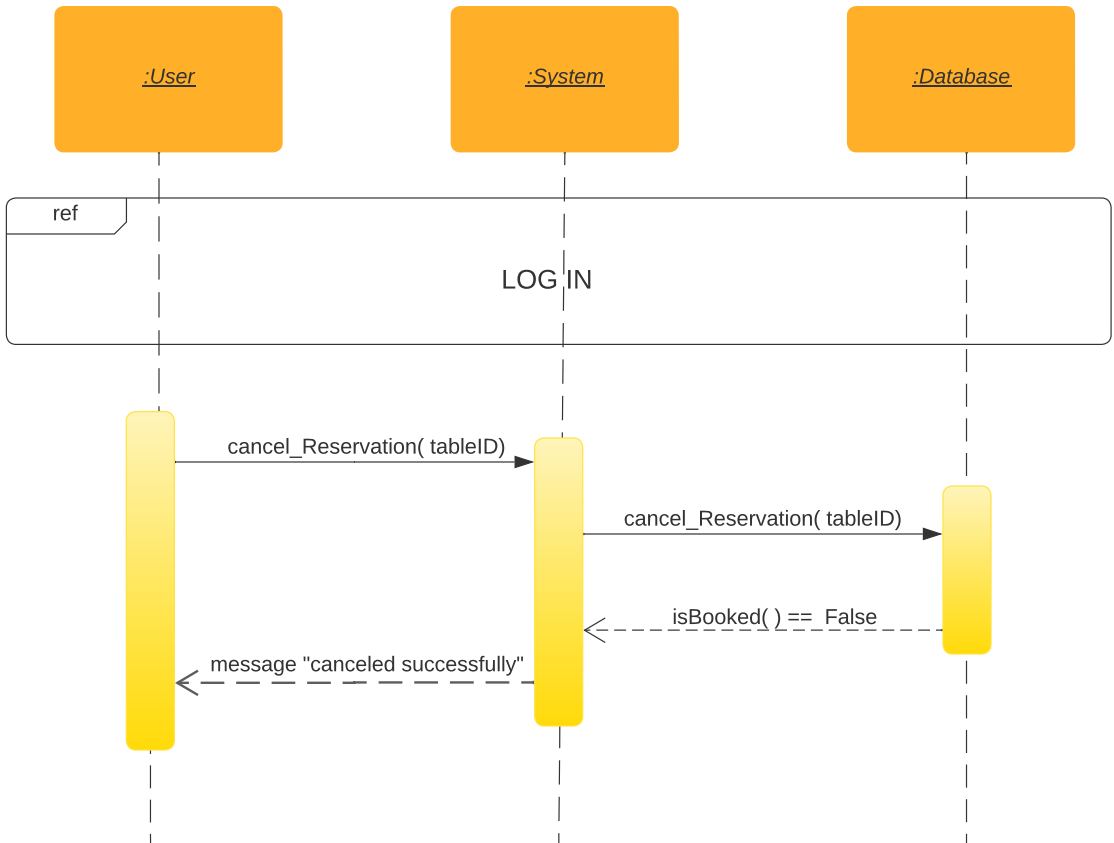 :User
:System
:Database
ref
LOG IN
cancel_Reservation( tableID)
cancel_Reservation( tableID)
isBooked( ) ==  False
message "canceled successfully"